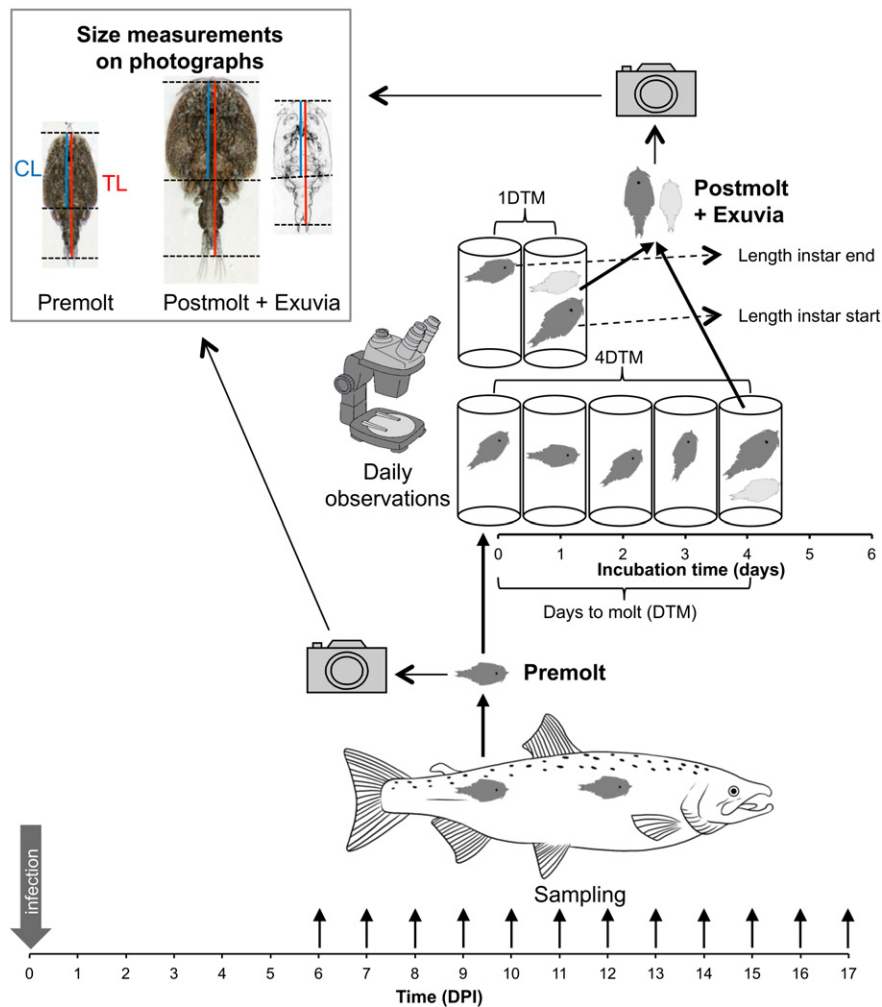 Size measurements
on photographs
CL
TL
Premolt
Postmolt + Exuvia
Postmolt
+ Exuvia
1DTM
Length instar end
Length instar start
4DTM
Daily
observations
0 1 2 3 4 5 6
Incubation time (days)
Days to molt (DTM)
Premolt
Sampling
infection
0 1 2 3 4 5 6 7 8 9 10 11 12 13 14 15 16 17
Time (DPI)